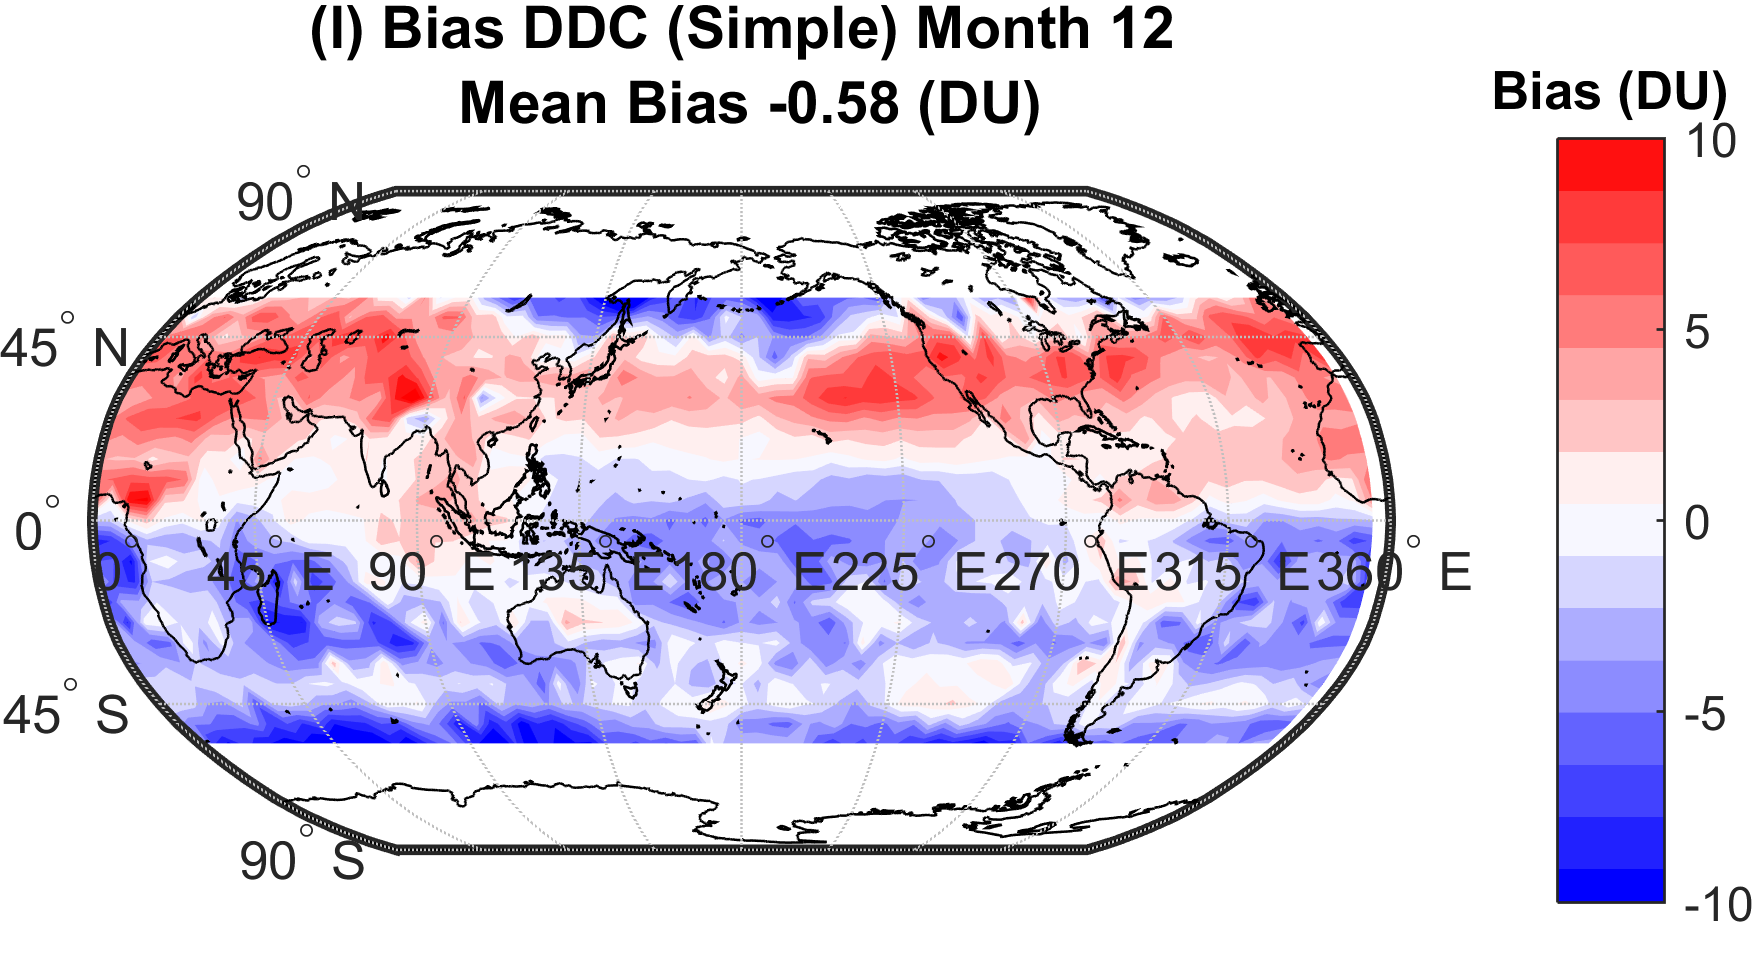 (l) Bias DDC (Simple) Month 12
Mean Bias -0.58 (DU)
Bias (DU)
10
5
0
-5
-10
90° N
45° N
0°
45° S
90° S
0° 45° E 90° E 135° E 180° E 225° E 270° E 315° E 360° E